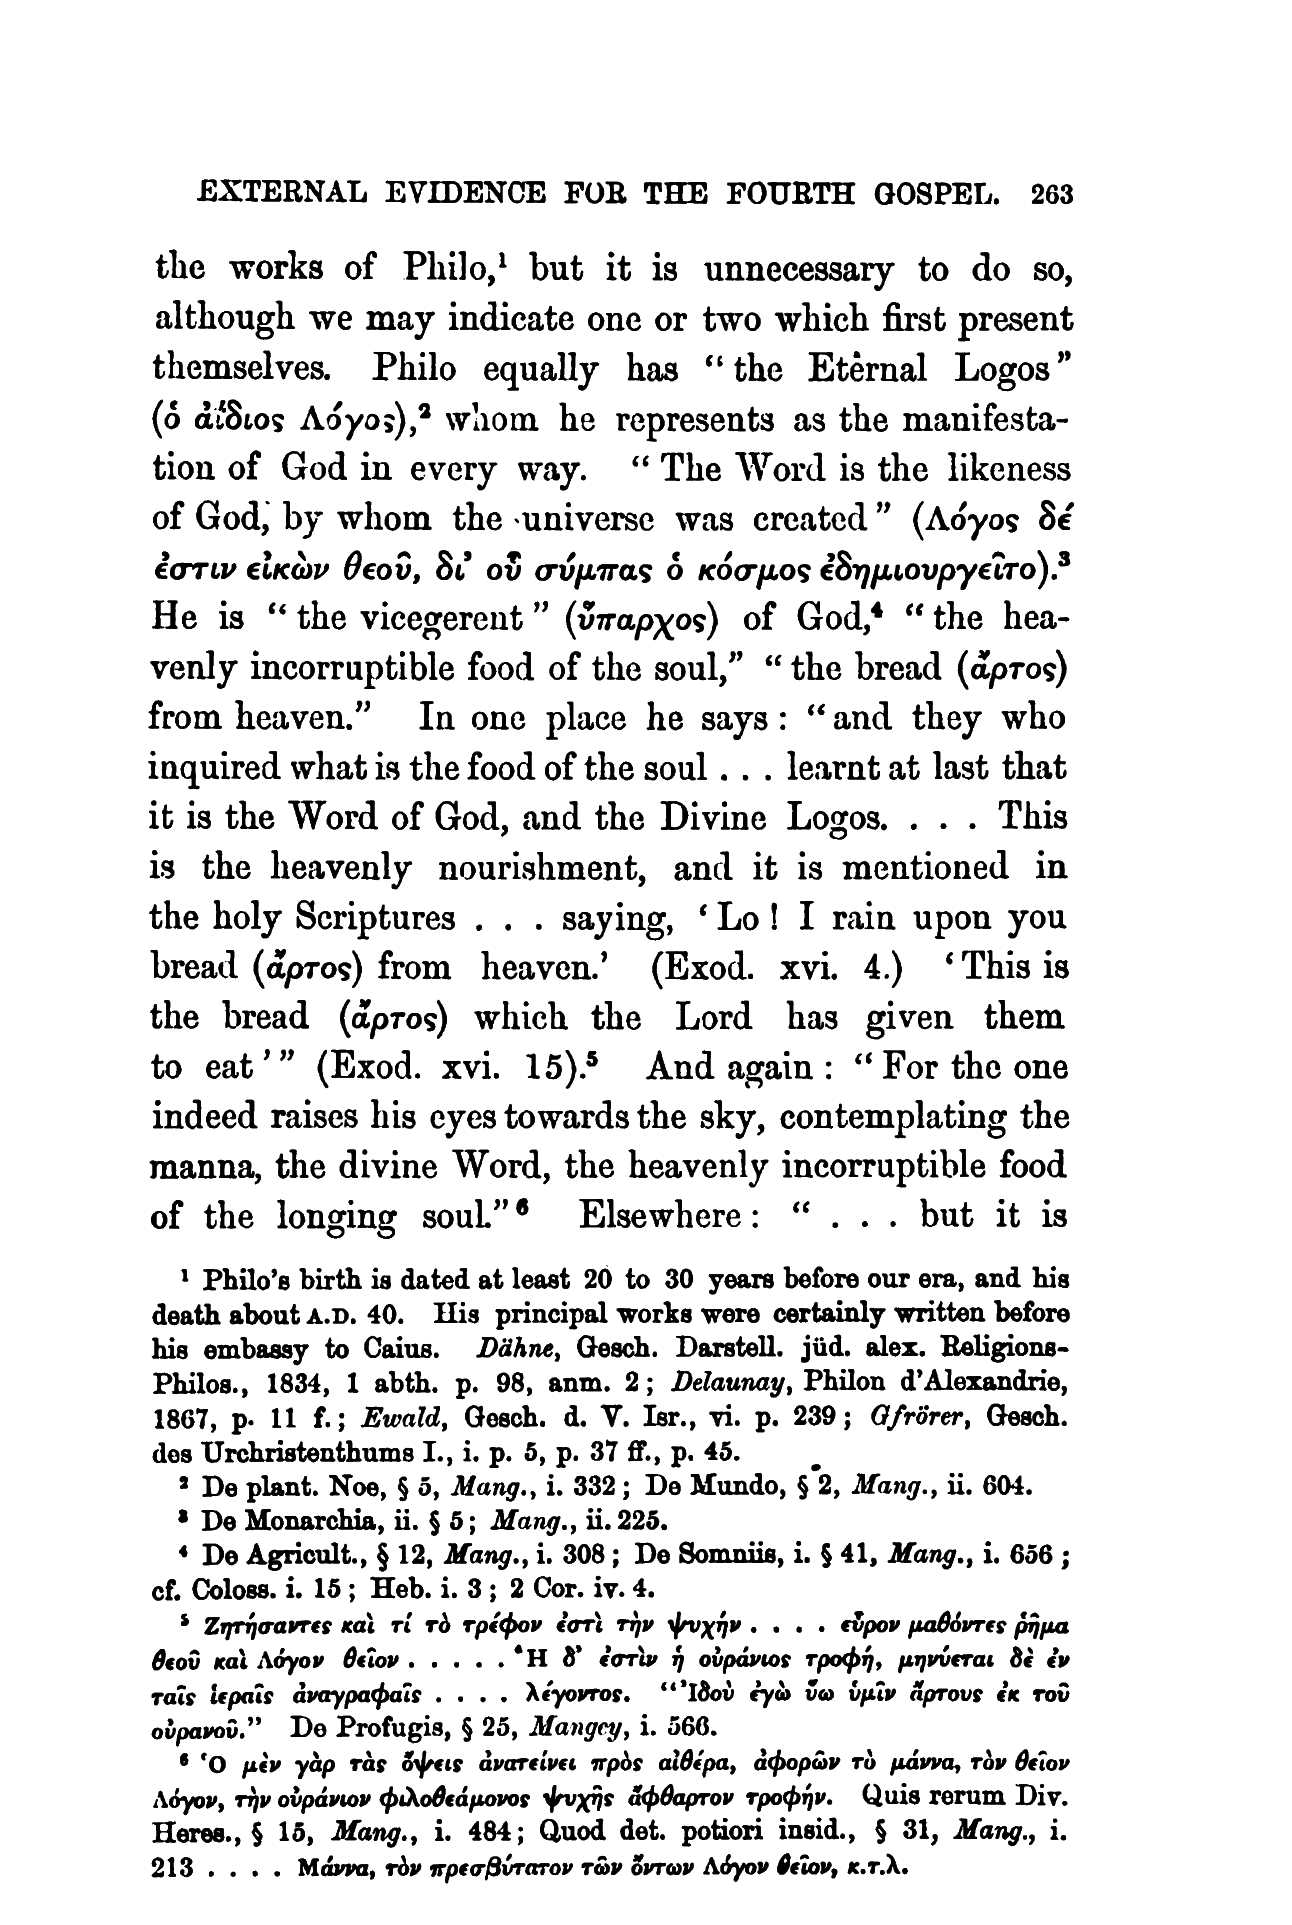 EXTERNAL EVIDENCE FOR THE FOURTH GOSPEL. 263
the works of Philo,¹ but it is unnecessary to do so,
although we may indicate one or two which first present
themselves. Philo equally has “the Eternal Logos”
(ὁ ἀΐδιος Λόγος),² whom he represents as the manifesta-
tion of God in every way. “The Word is the likeness
of God, by whom the universe was created” (Λόγος δέ
ἐστιν εἰκὼν θεοῦ, δι’ οὗ σύμπας ὁ κόσμος ἐδημιουργεῖτο).³
He is “the vicegerent” (ὕπαρχος) of God,⁴ “the hea-
venly incorruptible food of the soul,” “the bread (ἄρτος)
from heaven.” In one place he says: “and they who
inquired what is the food of the soul . . . learnt at last that
it is the Word of God, and the Divine Logos. . . . This
is the heavenly nourishment, and it is mentioned in
the holy Scriptures . . . saying, ‘Lo! I rain upon you
bread (ἄρτος) from heaven.’ (Exod. xvi. 4.) ‘This is
the bread (ἄρτος) which the Lord has given them
to eat’” (Exod. xvi. 15).⁵ And again: “For the one
indeed raises his eyes towards the sky, contemplating the
manna, the divine Word, the heavenly incorruptible food
of the longing soul.”⁶ Elsewhere: “ . . . but it is
¹ Philo’s birth is dated at least 20 to 30 years before our era, and his
death about A.D. 40. His principal works were certainly written before
his embassy to Caius. Dähne, Gesch. Darstell. jüd. alex. Religions-
Philos., 1834, 1 abth. p. 98, anm. 2; Delaunay, Philon d’Alexandrie,
1867, p. 11 f.; Ewald, Gesch. d. V. Isr., vi. p. 239; Gfrörer, Gesch.
des Urchristenthums I., i. p. 5, p. 37 ff., p. 45.
² De plant. Noe, § 5, Mang., i. 332; De Mundo, § 2, Mang., ii. 604.
³ De Monarchia, ii. § 5; Mang., ii. 225.
⁴ De Agricult., § 12, Mang., i. 308; De Somniis, i. § 41, Mang., i. 656;
cf. Coloss. i. 15; Heb. i. 3; 2 Cor. iv. 4.
⁵ Ζητήσαντες καὶ τί τὸ τρέφον ἐστὶ τὴν ψυχήν . . . . εὗρον μαθόντες ῥῆμα
θεοῦ καὶ Λόγον θεῖον . . . . . Ἡ δ’ ἐστὶν ἡ οὐράνιος τροφή, μηνύεται δὲ ἐν
ταῖς ἱεραῖς ἀναγραφαῖς . . . . λέγοντος. “Ἰδοὺ ἐγὼ ὕω ὑμῖν ἄρτους ἐκ τοῦ
οὐρανοῦ.” De Profugis, § 25, Mangey, i. 566.
⁶ Ὁ μὲν γὰρ τὰς ὄψεις ἀνατείνει πρὸς αἰθέρα, ἀφορῶν τὸ μάννα, τὸν θεῖον
Λόγον, τὴν οὐράνιον φιλοθεάμονος ψυχῆς ἄφθαρτον τροφήν. Quis rerum Div.
Heres., § 15, Mang., i. 484; Quod det. potiori insid., § 31, Mang., i.
213 . . . . Μάννα, τὸν πρεσβύτατον τῶν ὄντων Λόγον θεῖον, κ.τ.λ.